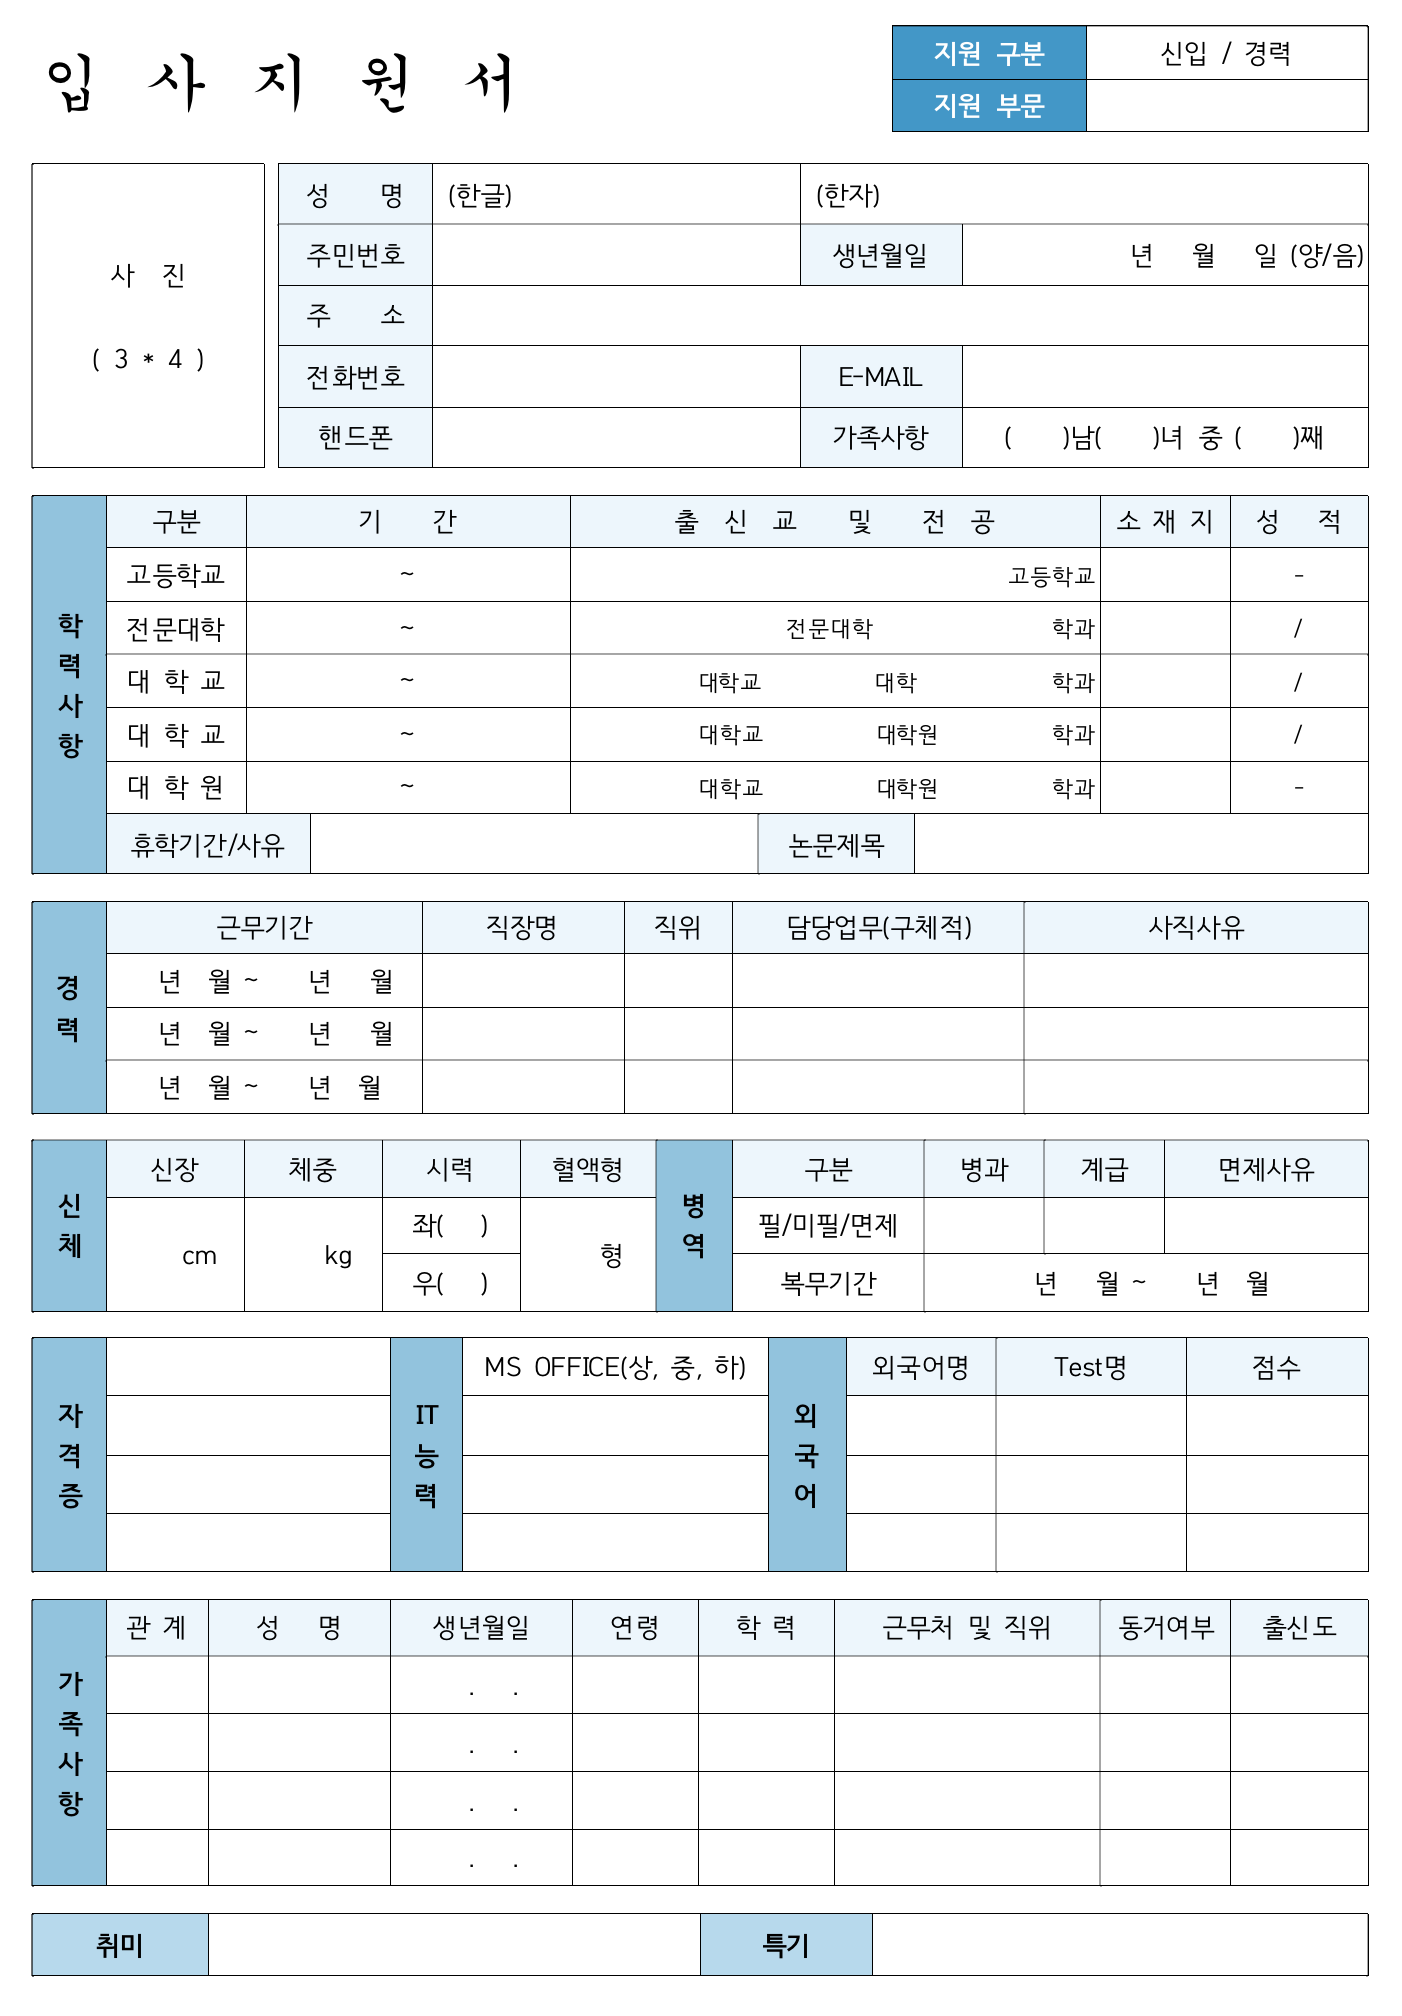 입 사 지 원 서
지원 구분 신입 / 경력
지원 부문
사 진
( 3 * 4 )
성 명 (한글) (한자)
주민번호 생년월일 년 월 일 (양/음)
주 소
전화번호 E-MAIL
핸드폰 가족사항 ( )남( )녀 중 ( )째
학력사항
구분 기 간 출 신 교 및 전 공 소 재 지 성 적
고등학교 ~ 고등학교 -
전문대학 ~ 전문대학 학과 /
대 학 교 ~ 대학교 대학 학과 /
대 학 교 ~ 대학교 대학원 학과 /
대 학 원 ~ 대학교 대학원 학과 -
휴학기간/사유 논문제목
경력
근무기간 직장명 직위 담당업무(구체적) 사직사유
년 월 ~ 년 월
년 월 ~ 년 월
년 월 ~ 년 월
신체
신장 체중 시력 혈액형
cm kg 좌( ) 형
우( )
병역
구분 병과 계급 면제사유
필/미필/면제
복무기간 년 월 ~ 년 월
자격증
IT능력
MS OFFICE(상, 중, 하)
외국어
외국어명 Test명 점수
가족사항
관 계 성 명 생년월일 연령 학 력 근무처 및 직위 동거여부 출신도
. .
. .
. .
. .
취미 특기